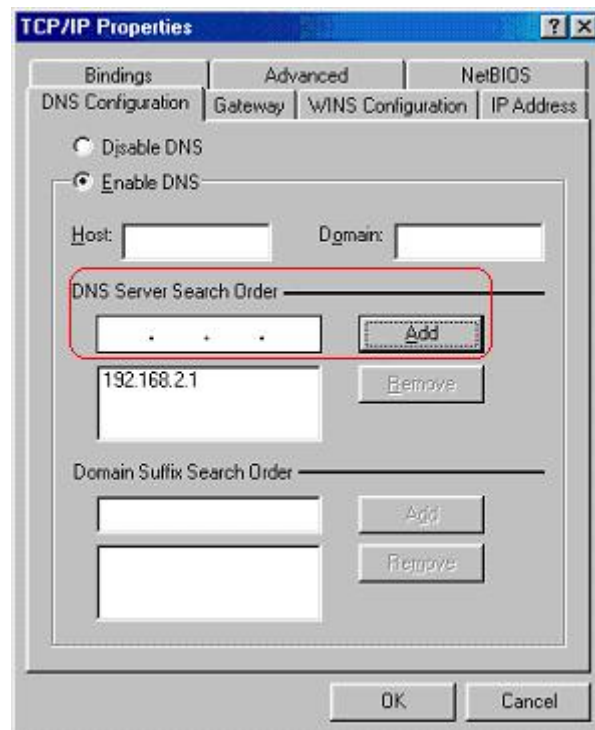 TCP/IP Properties
Bindings Advanced NetBIOS
DNS Configuration Gateway WINS Configuration IP Address
Disable DNS
Enable DNS
Host: Domain:
DNS Server Search Order
. . . Add
192.168.2.1 Remove
Domain Suffix Search Order
Add
Remove
OK Cancel